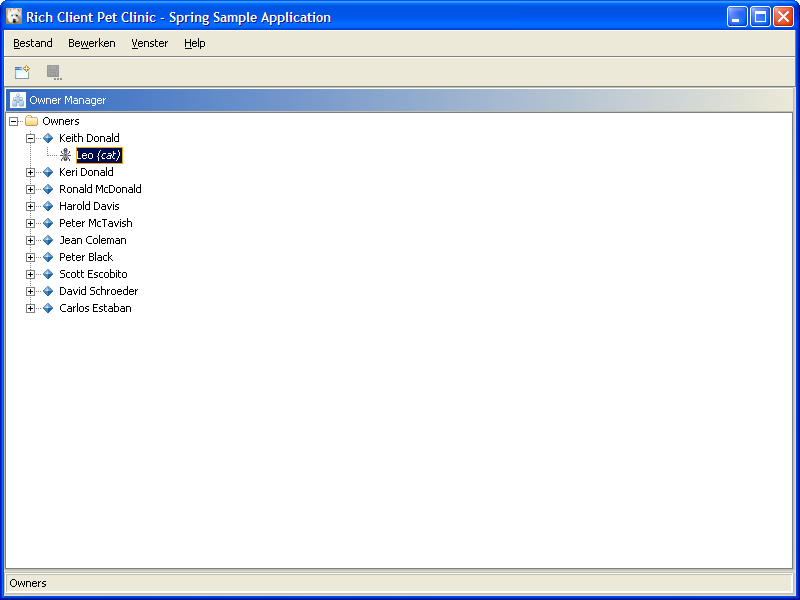 Rich Client Pet Clinic - Spring Sample Application
Bestand Bewerken Venster Help
Owner Manager
Owners
Keith Donald
Leo (cat)
Keri Donald
Ronald McDonald
Harold Davis
Peter McTavish
Jean Coleman
Peter Black
Scott Escobito
David Schroeder
Carlos Estaban
Owners